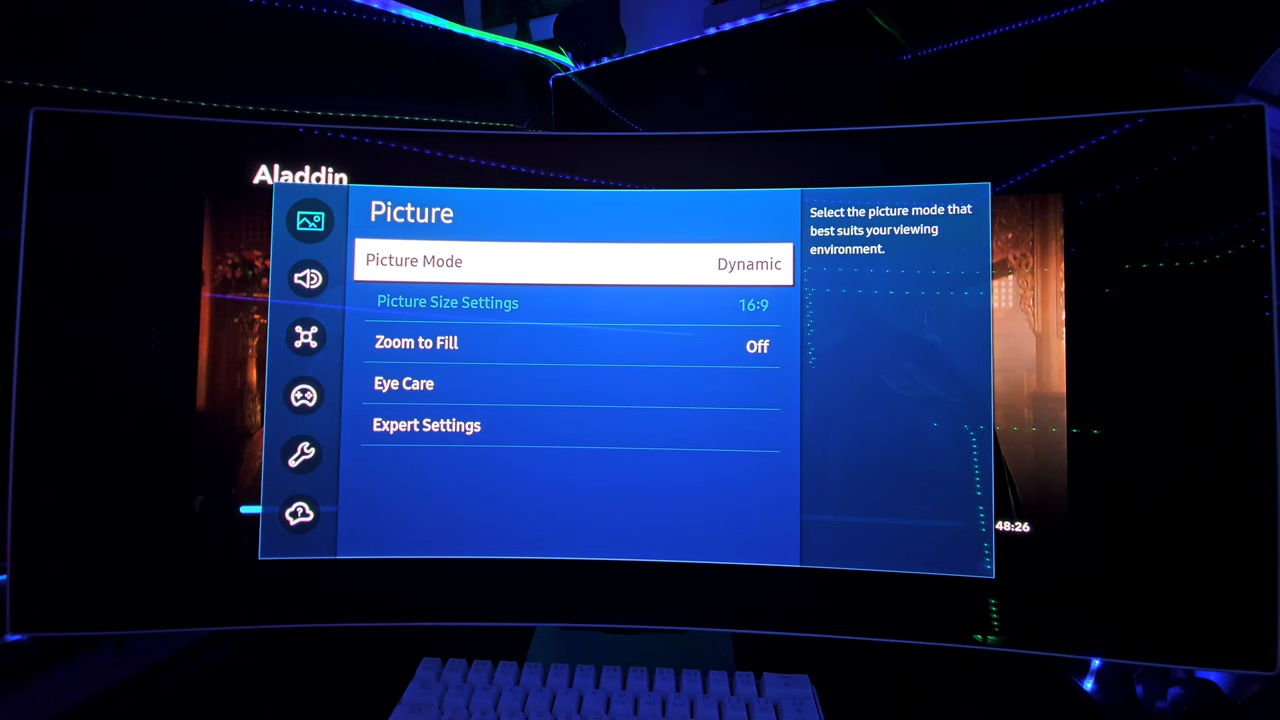 Aladdin
Picture
Picture Mode Dynamic
Picture Size Settings 16:9
Zoom to Fill Off
Eye Care
Expert Settings
Select the picture mode that
best suits your viewing
environment.
48:26